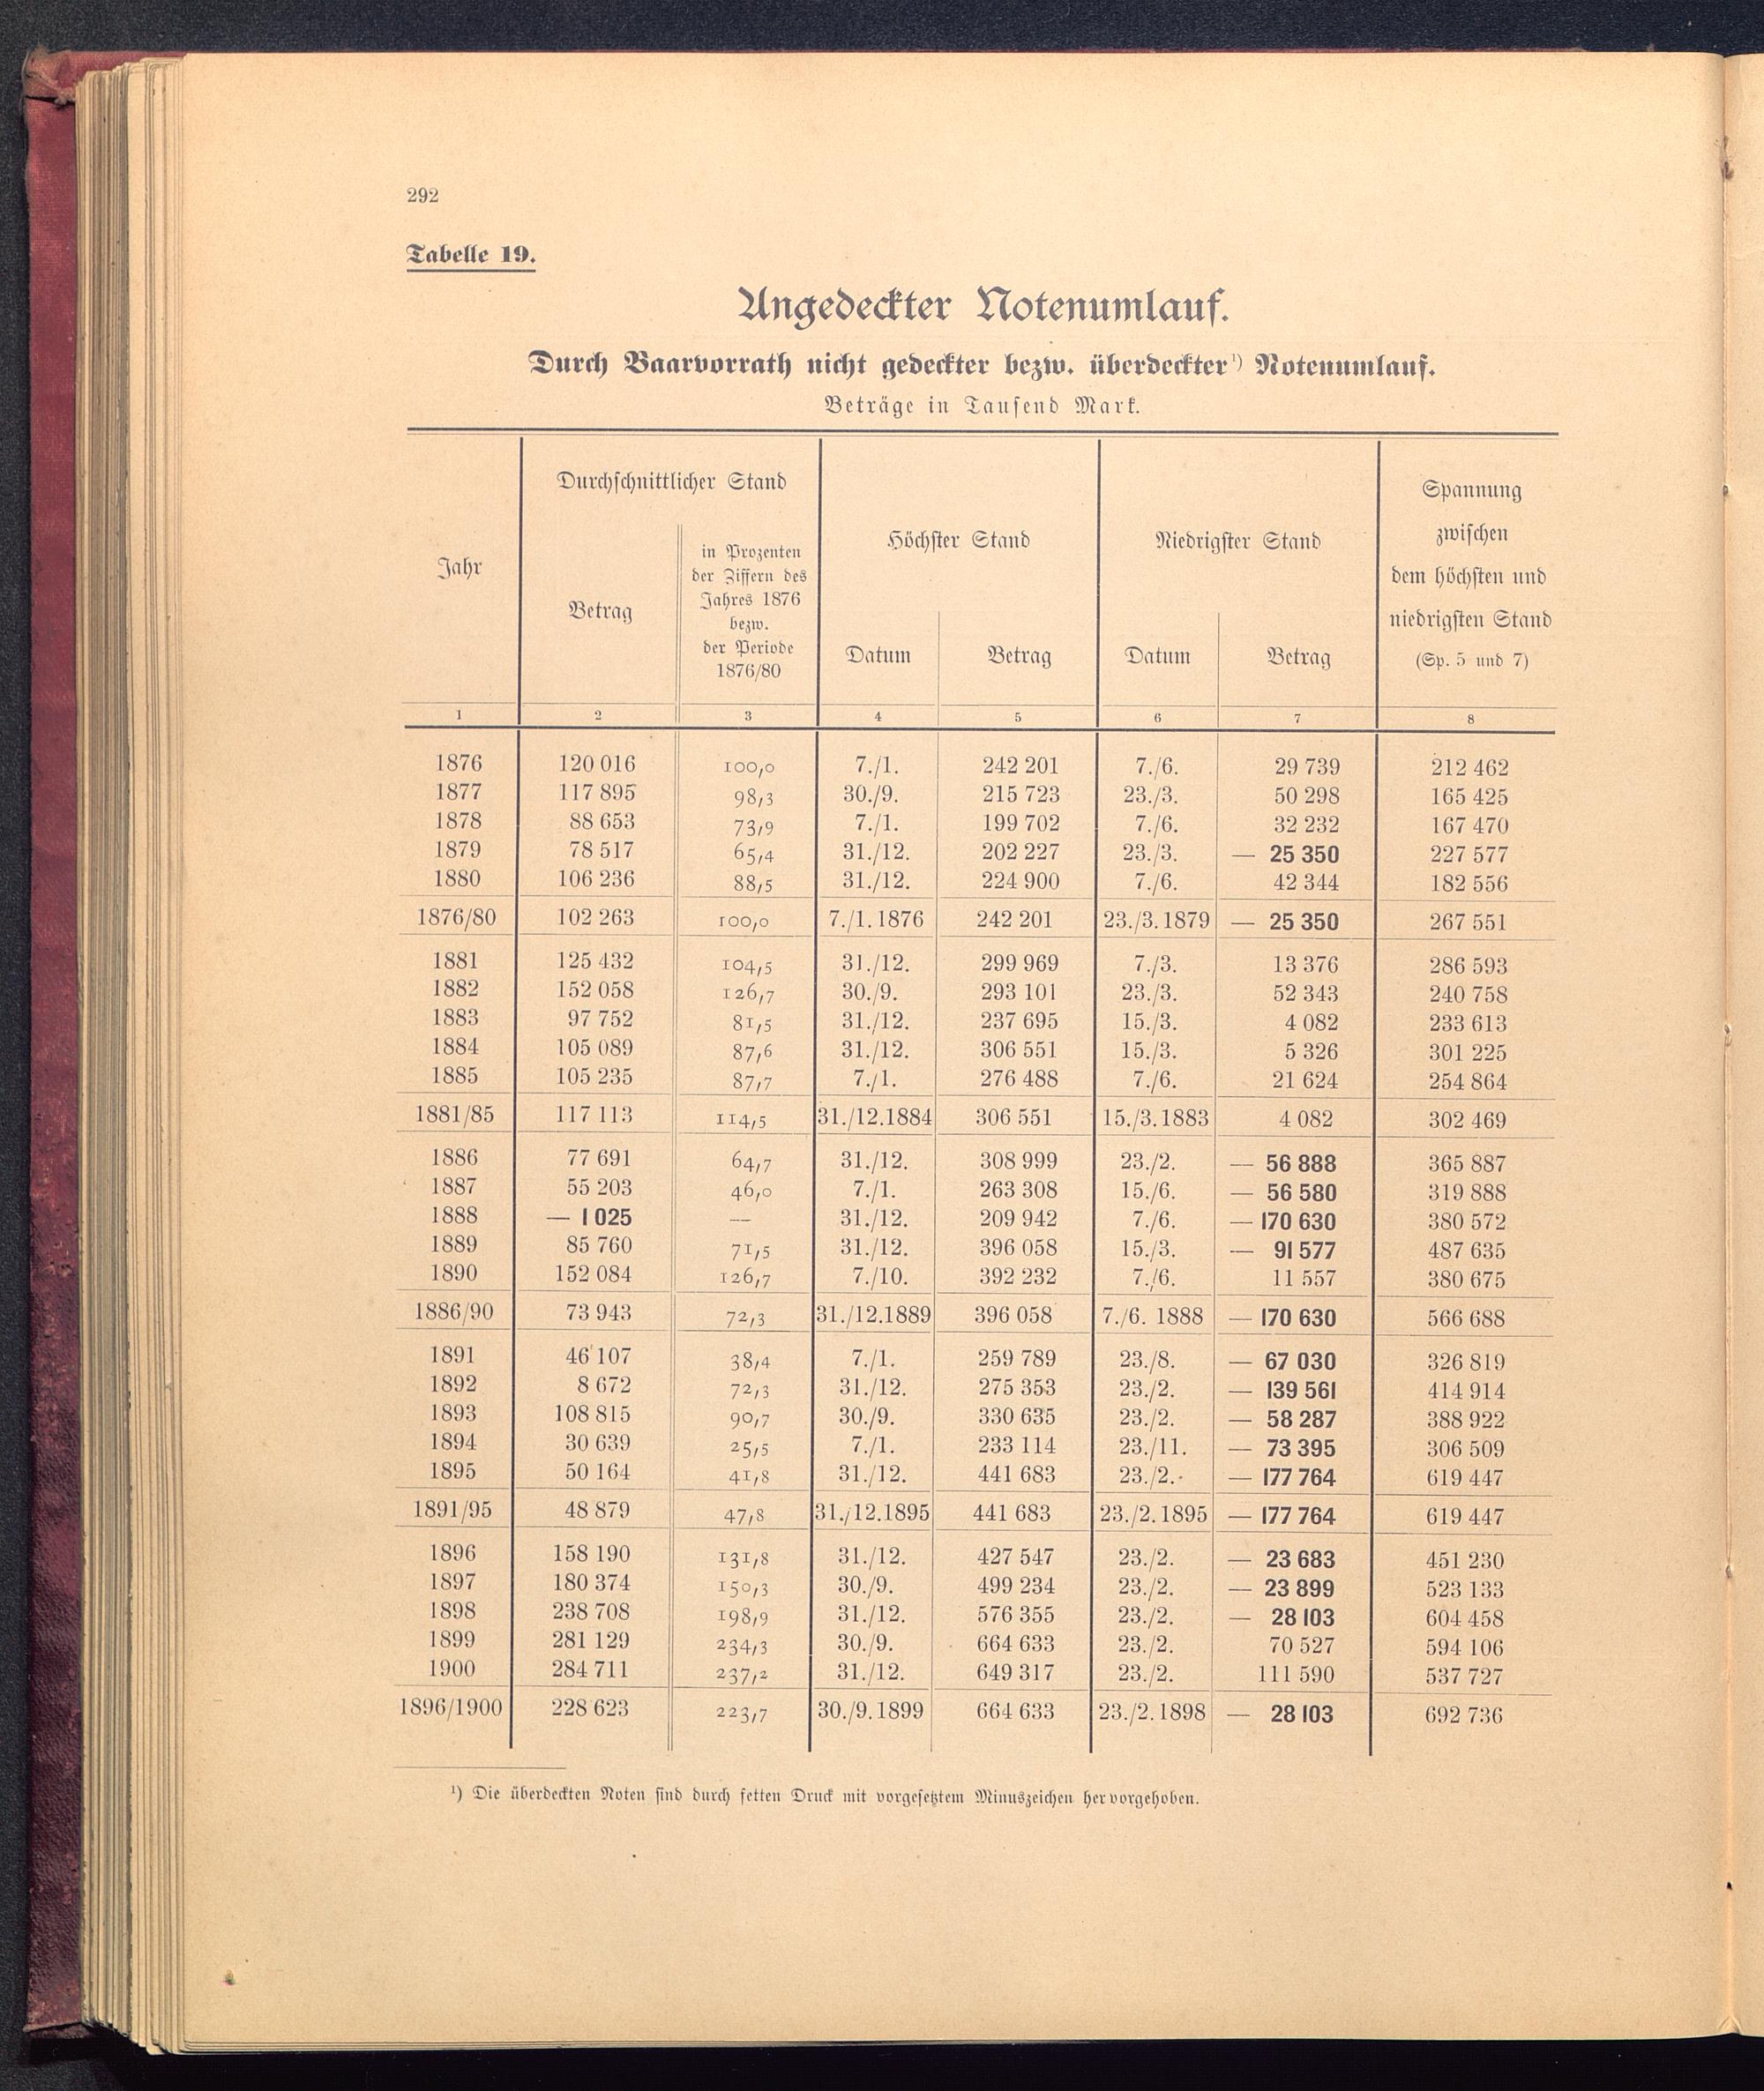 292
Tabelle 19.
Ungedeckter Notenumlauf.
Durch Baarvorrath nicht gedeckter bezw. überdeckter¹) Notenumlauf.
Beträge in Tausend Mark.
Jahr
Durchschnittlicher Stand
Betrag
in Prozenten
der Ziffern des
Jahres 1876
bezw.
der Periode
1876/80
Höchster Stand
Datum Betrag
Niedrigster Stand
Datum Betrag
Spannung
zwischen
dem höchsten und
niedrigsten Stand
(Sp. 5 und 7)
1 2 3 4 5 6 7 8
1876 120 016 100,0 7./1. 242 201 7./6. 29 739 212 462
1877 117 895 98,3 30./9. 215 723 23./3. 50 298 165 425
1878 88 653 73,9 7./1. 199 702 7./6. 32 232 167 470
1879 78 517 65,4 31./12. 202 227 23./3. — 25 350 227 577
1880 106 236 88,5 31./12. 224 900 7./6. 42 344 182 556
1876/80 102 263 100,0 7./1. 1876 242 201 23./3. 1879 — 25 350 267 551
1881 125 432 104,5 31./12. 299 969 7./3. 13 376 286 593
1882 152 058 126,7 30./9. 293 101 23./3. 52 343 240 758
1883 97 752 81,5 31./12. 237 695 15./3. 4 082 233 613
1884 105 089 87,6 31./12. 306 551 15./3. 5 326 301 225
1885 105 235 87,7 7./1. 276 488 7./6. 21 624 254 864
1881/85 117 113 114,5 31./12.1884 306 551 15./3. 1883 4 082 302 469
1886 77 691 64,7 31./12. 308 999 23./2. — 56 888 365 887
1887 55 203 46,0 7./1. 263 308 15./6. — 56 580 319 888
1888 — 1 025 — 31./12. 209 942 7./6. — 170 630 380 572
1889 85 760 71,5 31./12. 396 058 15./3. — 91 577 487 635
1890 152 084 126,7 7./10. 392 232 7./6. 11 557 380 675
1886/90 73 943 72,3 31./12.1889 396 058 7./6. 1888 — 170 630 566 688
1891 46 107 38,4 7./1. 259 789 23./8. — 67 030 326 819
1892 8 672 72,3 31./12. 275 353 23./2. — 139 561 414 914
1893 108 815 90,7 30./9. 330 635 23./2. — 58 287 388 922
1894 30 639 25,5 7./1. 233 114 23./11. — 73 395 306 509
1895 50 164 41,8 31./12. 441 683 23./2. — 177 764 619 447
1891/95 48 879 47,8 31./12.1895 441 683 23./2. 1895 — 177 764 619 447
1896 158 190 131,8 31./12. 427 547 23./2. — 23 683 451 230
1897 180 374 150,3 30./9. 499 234 23./2. — 23 899 523 133
1898 238 708 198,9 31./12. 576 355 23./2. — 28 103 604 458
1899 281 129 234,3 30./9. 664 633 23./2. 70 527 594 106
1900 284 711 237,2 31./12. 649 317 23./2. 111 590 537 727
1896/1900 228 623 223,7 30./9. 1899 664 633 23./2. 1898 — 28 103 692 736
¹) Die überdeckten Noten sind durch fetten Druck mit vorgesetztem Minuszeichen hervorgehoben.